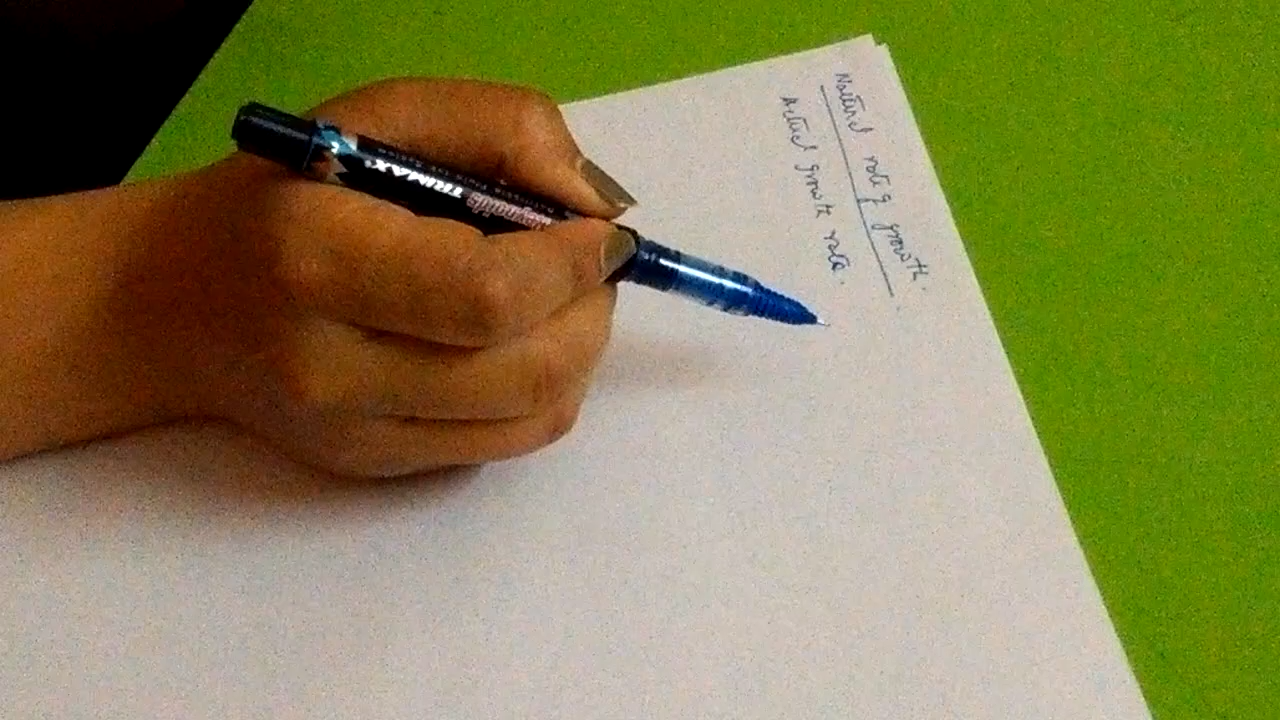 Natural rate of growth.
Actual growth rate.
Reynolds TRIMAX